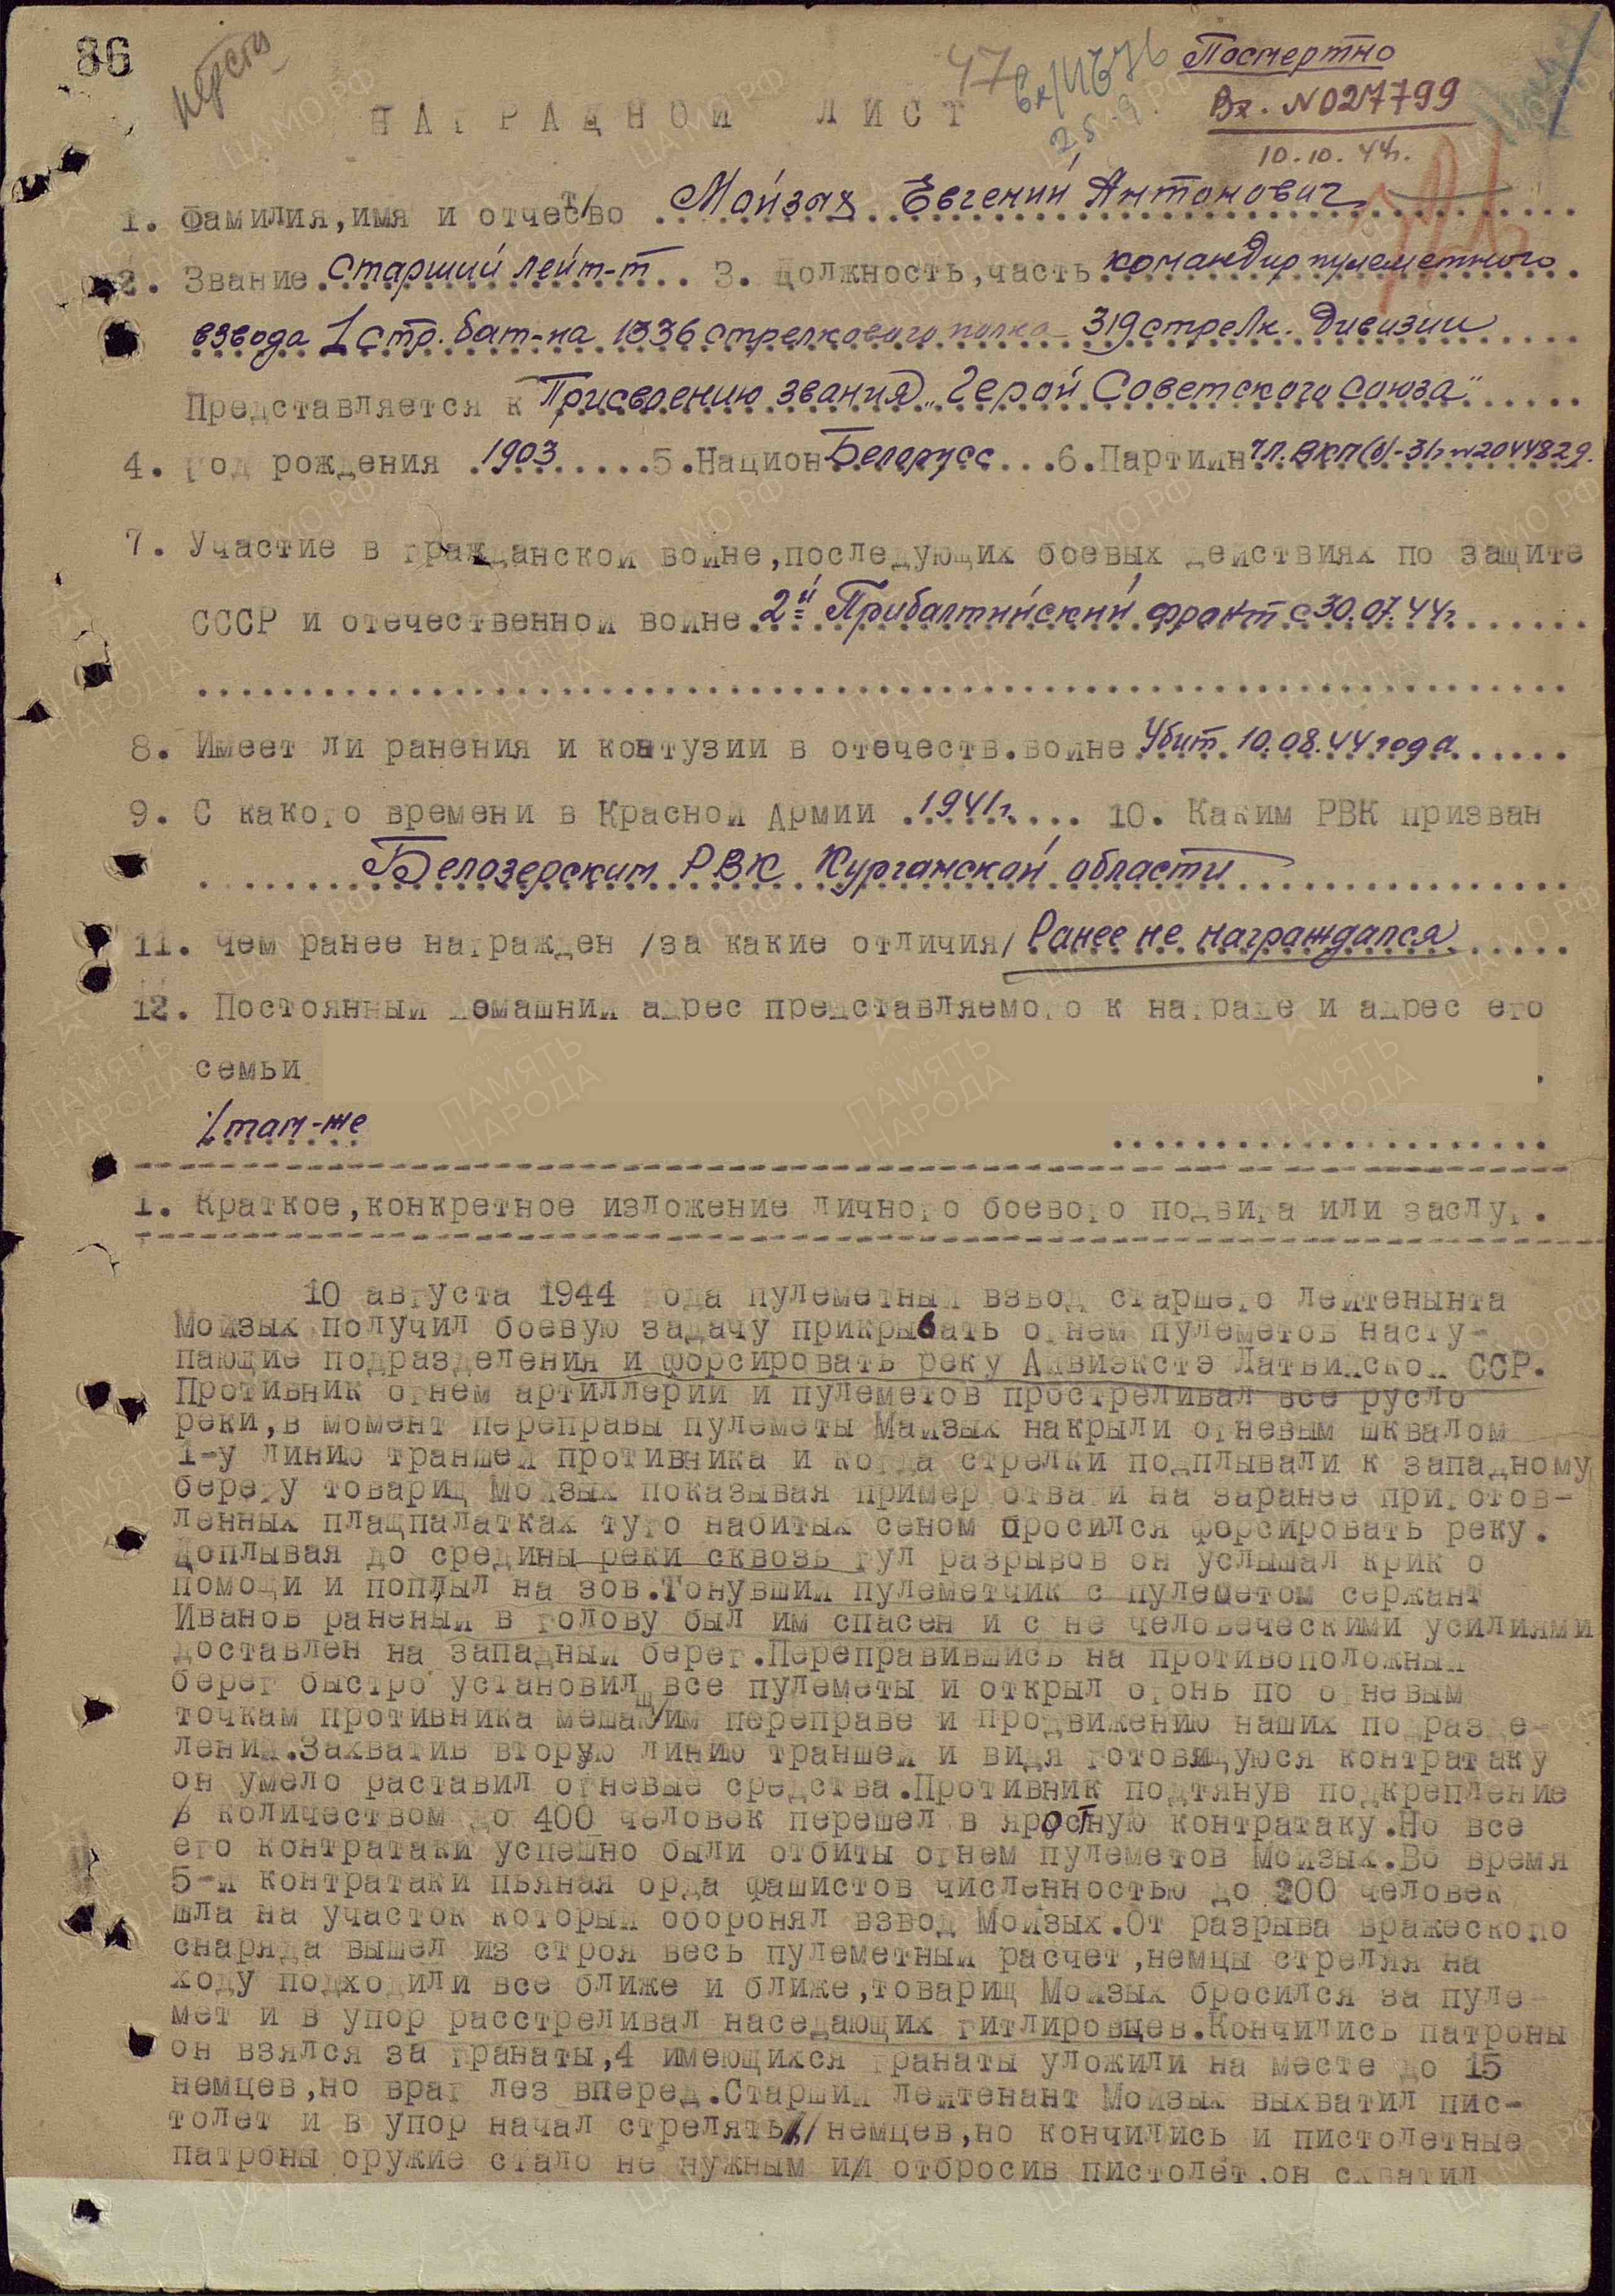 86
47
Посмертно
Вх. №027799
10.10.44г.
НАГРАДНОЙ ЛИСТ
1. Фамилия, имя и отчество Мойзых Евгений Антонович
2. Звание Старший лейт-т 3. Должность, часть командир пулеметного
взвода 1 стр. бат-на 1336 стрелкового полка 319 стрелк. дивизии
Представляется к Присвоению звания „Герой Советского Союза"
4. Год рождения 1903 5. Национ Белорусс 6. Партийн чл. ВКП(б)-31г №2044829.
7. Участие в гражданской войне, последующих боевых действиях по защите
СССР и отечественной войне 2й Прибалтийский фронт с 30.07.44г
8. Имеет ли ранения и контузии в отечеств. войне Убит 10.08.44 года
9. С какого времени в Красной Армии 1941г 10. Каким РВК призван
Белозерским РВК Курганской области
11. Чем ранее награжден /за какие отличия/ Ранее не награждался
12. Постоянный домашний адрес представляемого к награде и адрес его
семьи
там-же
1. Краткое, конкретное изложение личного боевого подвига или заслуг.
10 августа 1944 года пулеметный взвод старшего лейтенынта
Мойзых получил боевую задачу прикрывать огнем пулеметов насту-
пающие подразделения и форсировать реку Айвиэкстэ Латвийской ССР.
Противник огнем артиллерии и пулеметов простреливал все русло
реки, в момент переправы пулеметы Майзых накрыли огневым шквалом
1-у линию траншей противника и когда стрелки подплывали к западному
берегу товарищ Мойзых показывая пример отваги на заранее приготов-
ленных плащпалатках туго набитых сеном бросился форсировать реку.
Доплывая до средины реки сквозь гул разрывов он услышал крик о
помощи и поплыл на зов. Тонувший пулеметчик с пулеметом сержант
Иванов раненый в голову был им спасен и с не человеческими усилиями
доставлен на западный берег. Переправившись на противоположный
берег быстро установил все пулеметы и открыл огонь по огневым
точкам противника мешающим переправе и продвижению наших подразде-
лений. Захватив вторую линию траншей и видя готовящуюся контратаку
он умело раставил огневые средства. Противник подтянув подкрепление
в количеством до 400 человек перешел в яростную контратаку. Но все
его контратаки успешно были отбиты огнем пулеметов Мойзых. Во время
5-й контратаки пьяная орда фашистов численностью до 200 человек
шла на участок который оборонял взвод Мойзых. От разрыва вражеского
снаряда вышел из строя весь пулеметный расчет, немцы стреляя на
ходу подходили все ближе и ближе, товарищ Мойзых бросился за пуле-
мет и в упор расстреливал наседающих гитлировцев. Кончились патроны
он взялся за гранаты, 4 имеющихся гранаты уложили на месте до 15
немцев, но враг лез вперед. Старший лейтенант Мойзых выхватил пис-
толет и в упор начал стрелять немцев, но кончились и пистолетные
патроны оружие стало не нужным и отбросив пистолет, он схватил